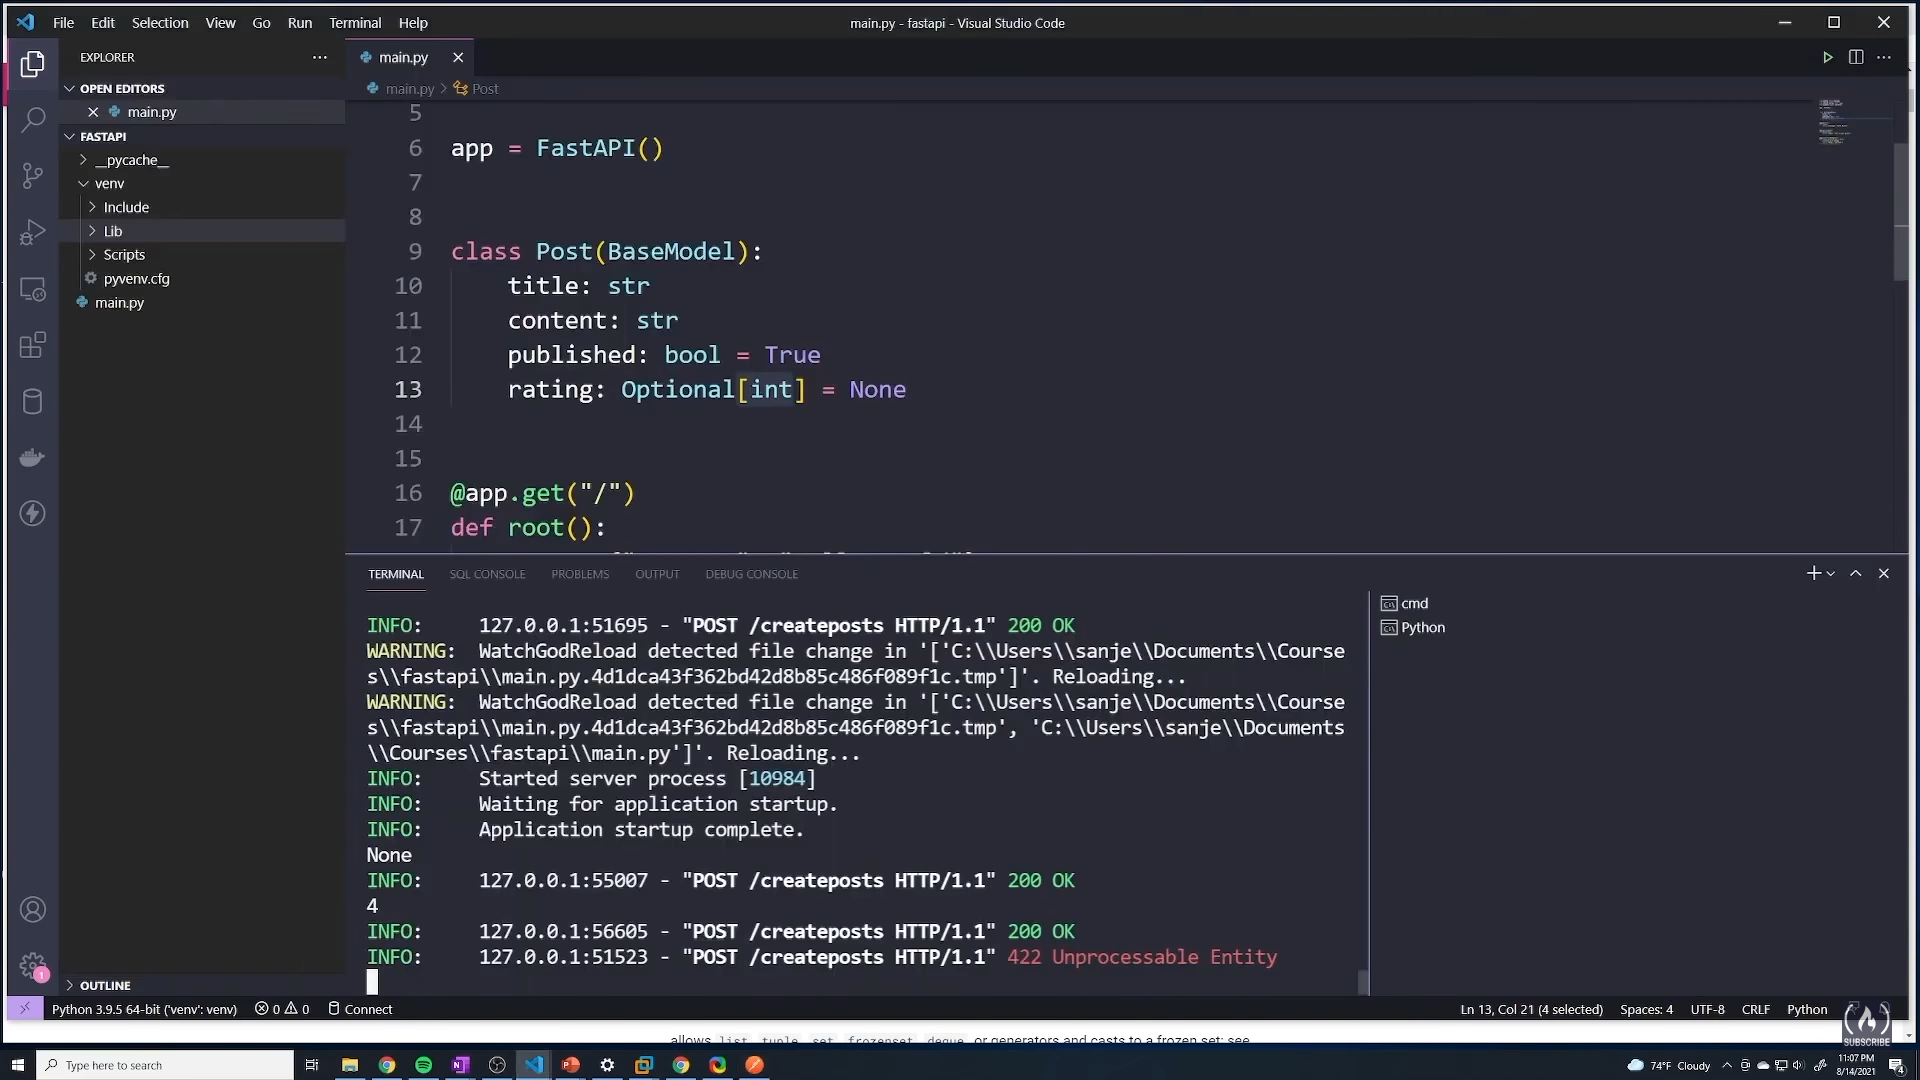 File Edit Selection View Go Run Terminal Help
main.py - fastapi - Visual Studio Code
EXPLORER
OPEN EDITORS
main.py
FASTAPI
__pycache__
venv
Include
Lib
Scripts
pyvenv.cfg
main.py
OUTLINE
main.py
main.py > Post
5
6 app = FastAPI()
7
8
9 class Post(BaseModel):
10 title: str
11 content: str
12 published: bool = True
13 rating: Optional[int] = None
14
15
16 @app.get("/")
17 def root():
TERMINAL SQL CONSOLE PROBLEMS OUTPUT DEBUG CONSOLE
INFO: 127.0.0.1:51695 - "POST /createposts HTTP/1.1" 200 OK
WARNING: WatchGodReload detected file change in '['C:\\Users\\sanje\\Documents\\Course
s\\fastapi\\main.py.4d1dca43f362bd42d8b85c486f089f1c.tmp']'. Reloading...
WARNING: WatchGodReload detected file change in '['C:\\Users\\sanje\\Documents\\Course
s\\fastapi\\main.py.4d1dca43f362bd42d8b85c486f089f1c.tmp', 'C:\\Users\\sanje\\Documents
\\Courses\\fastapi\\main.py']'. Reloading...
INFO: Started server process [10984]
INFO: Waiting for application startup.
INFO: Application startup complete.
None
INFO: 127.0.0.1:55007 - "POST /createposts HTTP/1.1" 200 OK
4
INFO: 127.0.0.1:56605 - "POST /createposts HTTP/1.1" 200 OK
INFO: 127.0.0.1:51523 - "POST /createposts HTTP/1.1" 422 Unprocessable Entity
cmd
Python
1
Python 3.9.5 64-bit ('venv': venv) 0 0 Connect
Ln 13, Col 21 (4 selected) Spaces: 4 UTF-8 CRLF Python
SUBSCRIBE
allows list, tuple, set, frozenset, deque, or generators and casts to a frozen set; see
Type here to search
74°F Cloudy
11:07 PM
8/14/2021
4